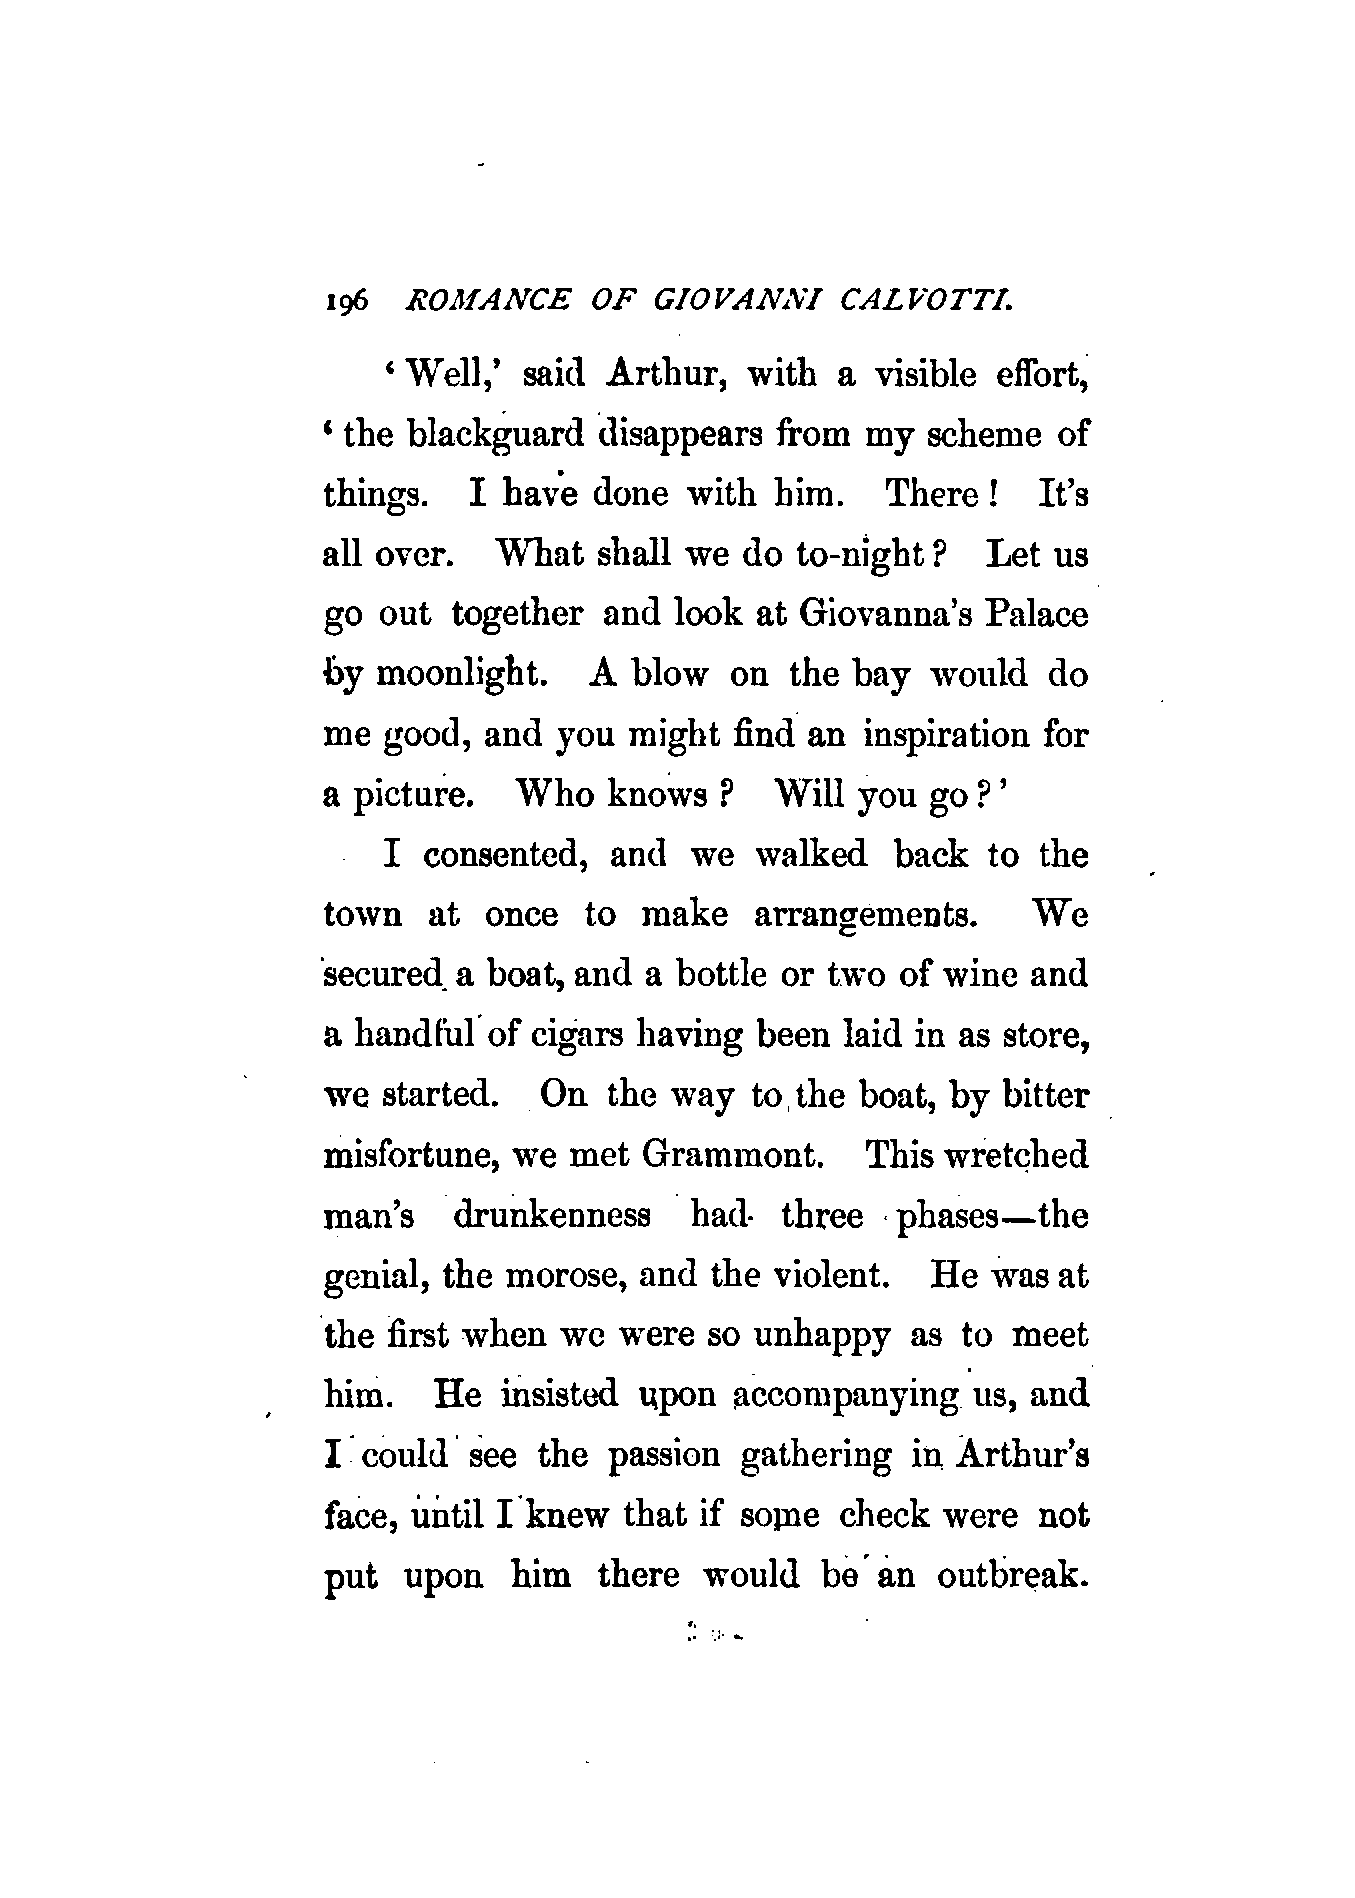 196 ROMANCE OF GIOVANNI CALVOTTI.
‘Well,’ said Arthur, with a visible effort,
‘the blackguard disappears from my scheme of
things. I have done with him. There! It's
all over. What shall we do to-night? Let us
go out together and look at Giovanna's Palace
by moonlight. A blow on the bay would do
me good, and you might find an inspiration for
a picture. Who knows? Will you go?’
I consented, and we walked back to the
town at once to make arrangements. We
secured a boat, and a bottle or two of wine and
a handful of cigars having been laid in as store,
we started. On the way to the boat, by bitter
misfortune, we met Grammont. This wretched
man's drunkenness had three phases—the
genial, the morose, and the violent. He was at
the first when we were so unhappy as to meet
him. He insisted upon accompanying us, and
I could see the passion gathering in Arthur's
face, until I knew that if some check were not
put upon him there would be an outbreak.